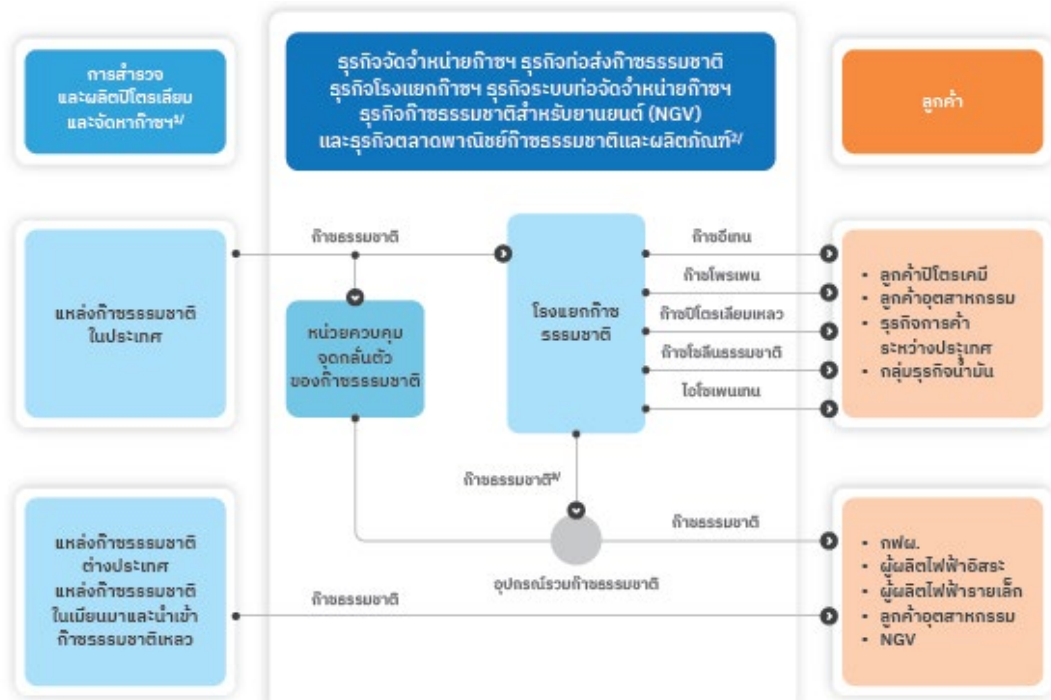 การสำรวจ
และผลิตปิโตรเลียม
และจัดหาก๊าซฯ1/
ธุรกิจจัดจำหน่ายก๊าซฯ ธุรกิจท่อส่งก๊าซธรรมชาติ
ธุรกิจโรงแยกก๊าซฯ ธุรกิจระบบท่อจัดจำหน่ายก๊าซฯ
ธุรกิจก๊าซธรรมชาติสำหรับยานยนต์ (NGV)
และธุรกิจตลาดพาณิชย์ก๊าซธรรมชาติและผลิตภัณฑ์2/
ลูกค้า
แหล่งก๊าซธรรมชาติ
ในประเทศ
ก๊าซธรรมชาติ
หน่วยควบคุม
จุดกลั่นตัว
ของก๊าซธรรมชาติ
โรงแยกก๊าซ
ธรรมชาติ
ก๊าซอีเทน
ก๊าซโพรเพน
ก๊าซปิโตรเลียมเหลว
ก๊าซโซลีนธรรมชาติ
ไอโซเพนเทน
• ลูกค้าปิโตรเคมี
• ลูกค้าอุตสาหกรรม
• ธุรกิจการค้า
ระหว่างประเทศ
• กลุ่มธุรกิจน้ำมัน
ก๊าซธรรมชาติ3/
ก๊าซธรรมชาติ
อุปกรณ์รวมก๊าซธรรมชาติ
แหล่งก๊าซธรรมชาติ
ต่างประเทศ
แหล่งก๊าซธรรมชาติ
ในเมียนมาและนำเข้า
ก๊าซธรรมชาติเหลว
ก๊าซธรรมชาติ
• กฟผ.
• ผู้ผลิตไฟฟ้าอิสระ
• ผู้ผลิตไฟฟ้ารายเล็ก
• ลูกค้าอุตสาหกรรม
• NGV